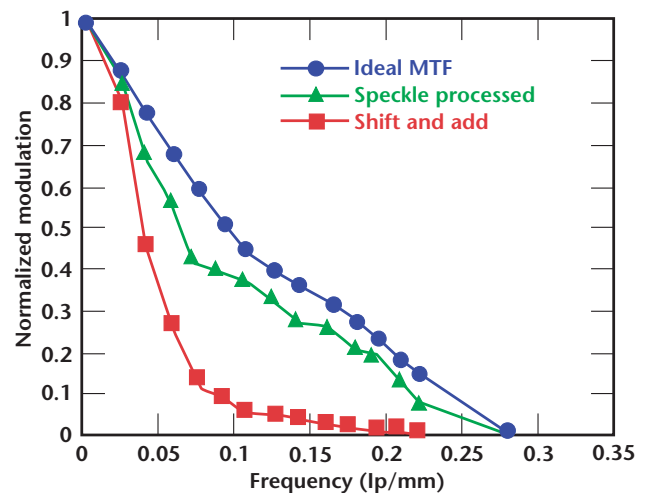 1
0.9
0.8
0.7
0.6
0.5
0.4
0.3
0.2
0.1
0
Normalized modulation
Ideal MTF
Speckle processed
Shift and add
0 0.05 0.1 0.15 0.2 0.25 0.3 0.35
Frequency (lp/mm)